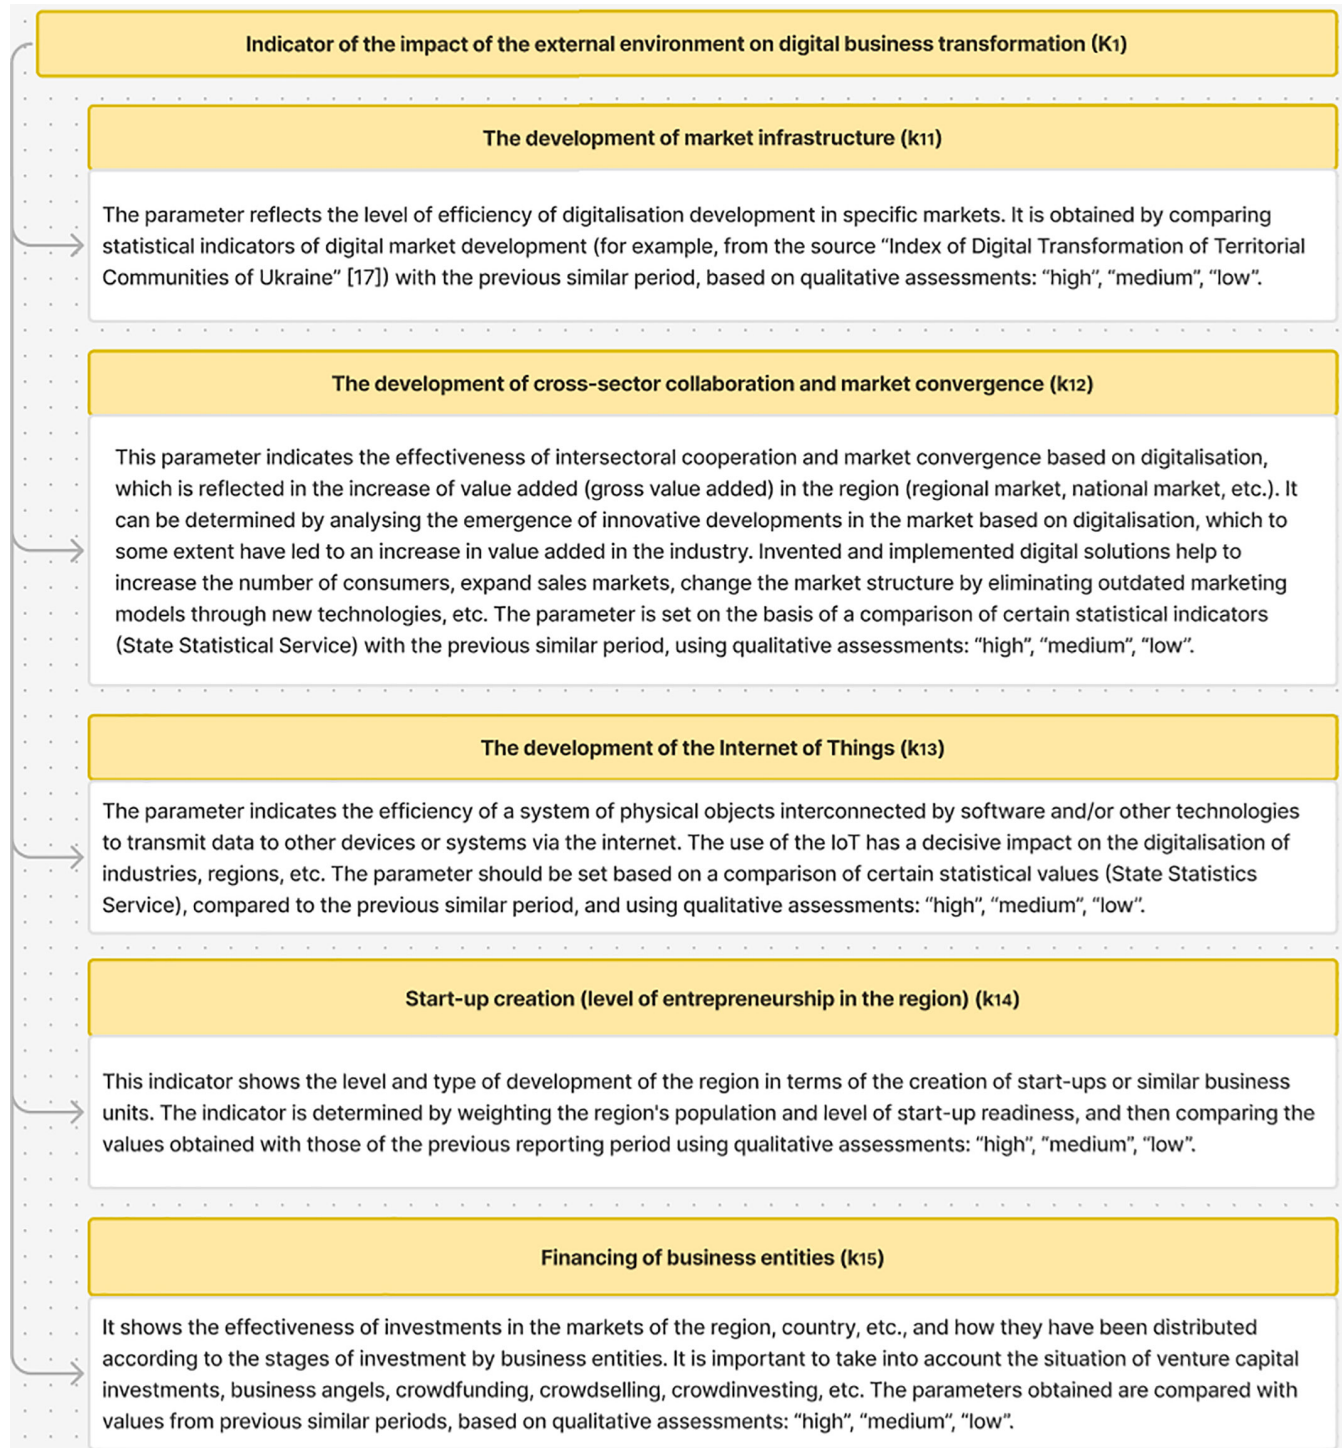 Indicator of the impact of the external environment on digital business transformation (K1)
The development of market infrastructure (k11)
The parameter reflects the level of efficiency of digitalisation development in specific markets. It is obtained by comparing
statistical indicators of digital market development (for example, from the source “Index of Digital Transformation of Territorial
Communities of Ukraine” [17]) with the previous similar period, based on qualitative assessments: “high”, “medium”, “low”.
The development of cross-sector collaboration and market convergence (k12)
This parameter indicates the effectiveness of intersectoral cooperation and market convergence based on digitalisation,
which is reflected in the increase of value added (gross value added) in the region (regional market, national market, etc.). It
can be determined by analysing the emergence of innovative developments in the market based on digitalisation, which to
some extent have led to an increase in value added in the industry. Invented and implemented digital solutions help to
increase the number of consumers, expand sales markets, change the market structure by eliminating outdated marketing
models through new technologies, etc. The parameter is set on the basis of a comparison of certain statistical indicators
(State Statistical Service) with the previous similar period, using qualitative assessments: “high”, “medium”, “low”.
The development of the Internet of Things (k13)
The parameter indicates the efficiency of a system of physical objects interconnected by software and/or other technologies
to transmit data to other devices or systems via the internet. The use of the IoT has a decisive impact on the digitalisation of
industries, regions, etc. The parameter should be set based on a comparison of certain statistical values (State Statistics
Service), compared to the previous similar period, and using qualitative assessments: “high”, “medium”, “low”.
Start-up creation (level of entrepreneurship in the region) (k14)
This indicator shows the level and type of development of the region in terms of the creation of start-ups or similar business
units. The indicator is determined by weighting the region's population and level of start-up readiness, and then comparing the
values obtained with those of the previous reporting period using qualitative assessments: “high”, “medium”, “low”.
Financing of business entities (k15)
It shows the effectiveness of investments in the markets of the region, country, etc., and how they have been distributed
according to the stages of investment by business entities. It is important to take into account the situation of venture capital
investments, business angels, crowdfunding, crowdselling, crowdinvesting, etc. The parameters obtained are compared with
values from previous similar periods, based on qualitative assessments: “high”, “medium”, “low”.